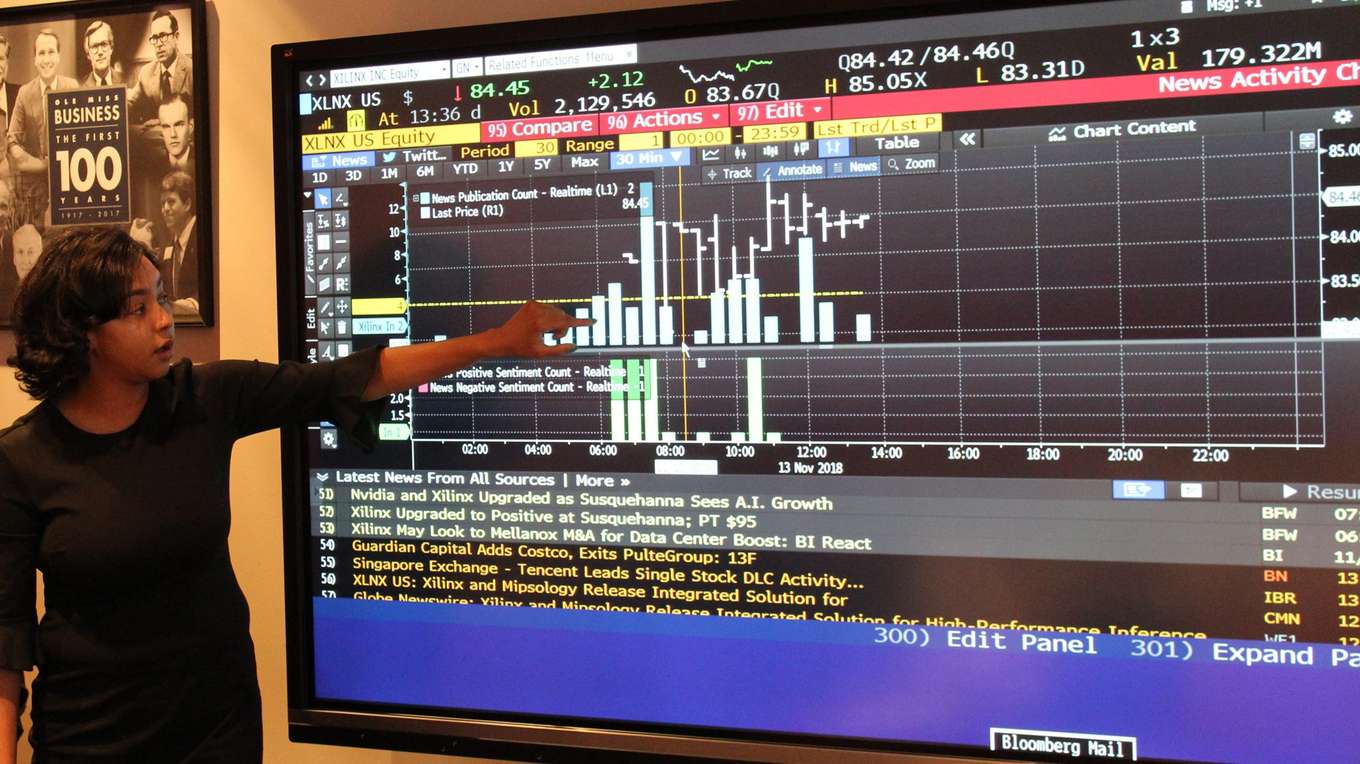 OLE MISS
BUSINESS
THE FIRST
100
YEARS
1917 - 2017
Msg: +1
XILINX INC Equity
GN
Related Functions Menu
XLNX US $ 84.45 +2.12
Q84.42/84.46Q
1x3
At 13:36 d Vol 2,129,546 O 83.67Q H 85.05X L 83.31D Val 179.322M
XLNX US Equity 95) Compare 96) Actions 97) Edit News Activity Ch
News Twitt... Period 30 Range 1 00:00 - 23:59 Lst Trd/Lst P
1D 3D 1M 6M YTD 1Y 5Y Max 30 Min Table « Chart Content
Track Annotate News Zoom
News Publication Count - Realtime (L1) 2
Last Price (R1) 84.45
Favorites
Edit
12
10
8
6
4
Xilinx In 2
85.00
84.46
84.00
83.50
Positive Sentiment Count - Realtime 1
News Negative Sentiment Count - Realtime 1
2.0
1.5
In 1
02:00 04:00 06:00 08:00 10:00 12:00 14:00 16:00 18:00 20:00 22:00
13 Nov 2018
Latest News From All Sources | More »
Resu
51) Nvidia and Xilinx Upgraded as Susquehanna Sees A.I. Growth BFW 07
52) Xilinx Upgraded to Positive at Susquehanna; PT $95 BFW 06
53) Xilinx May Look to Mellanox M&A for Data Center Boost: BI React BI 11/
54) Guardian Capital Adds Costco, Exits PulteGroup: 13F BN 13
55) Singapore Exchange - Tencent Leads Single Stock DLC Activity... IBR 13
56) XLNX US: Xilinx and Mipsology Release Integrated Solution for CMN 12
57) Globe Newswire: Xilinx and Mipsology Release Integrated Solution for High-Performance Inference
300) Edit Panel 301) Expand Pa
Bloomberg Mail